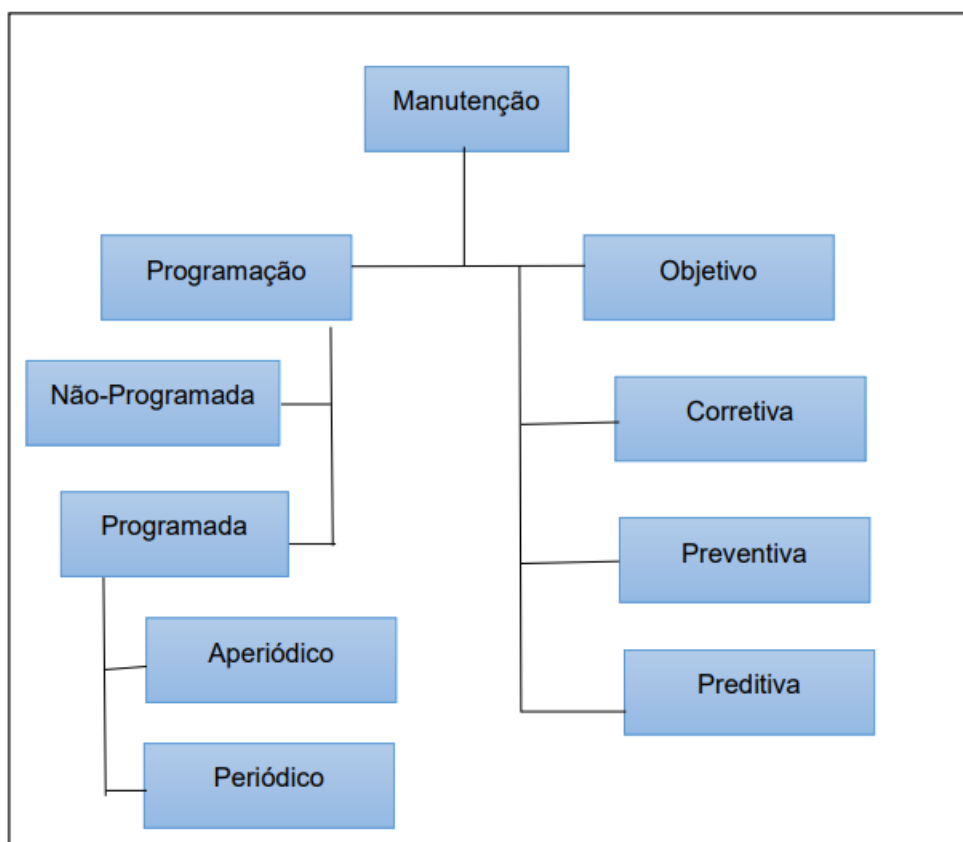 Manutenção
Programação
Objetivo
Não-Programada
Corretiva
Programada
Preventiva
Aperiódico
Preditiva
Periódico